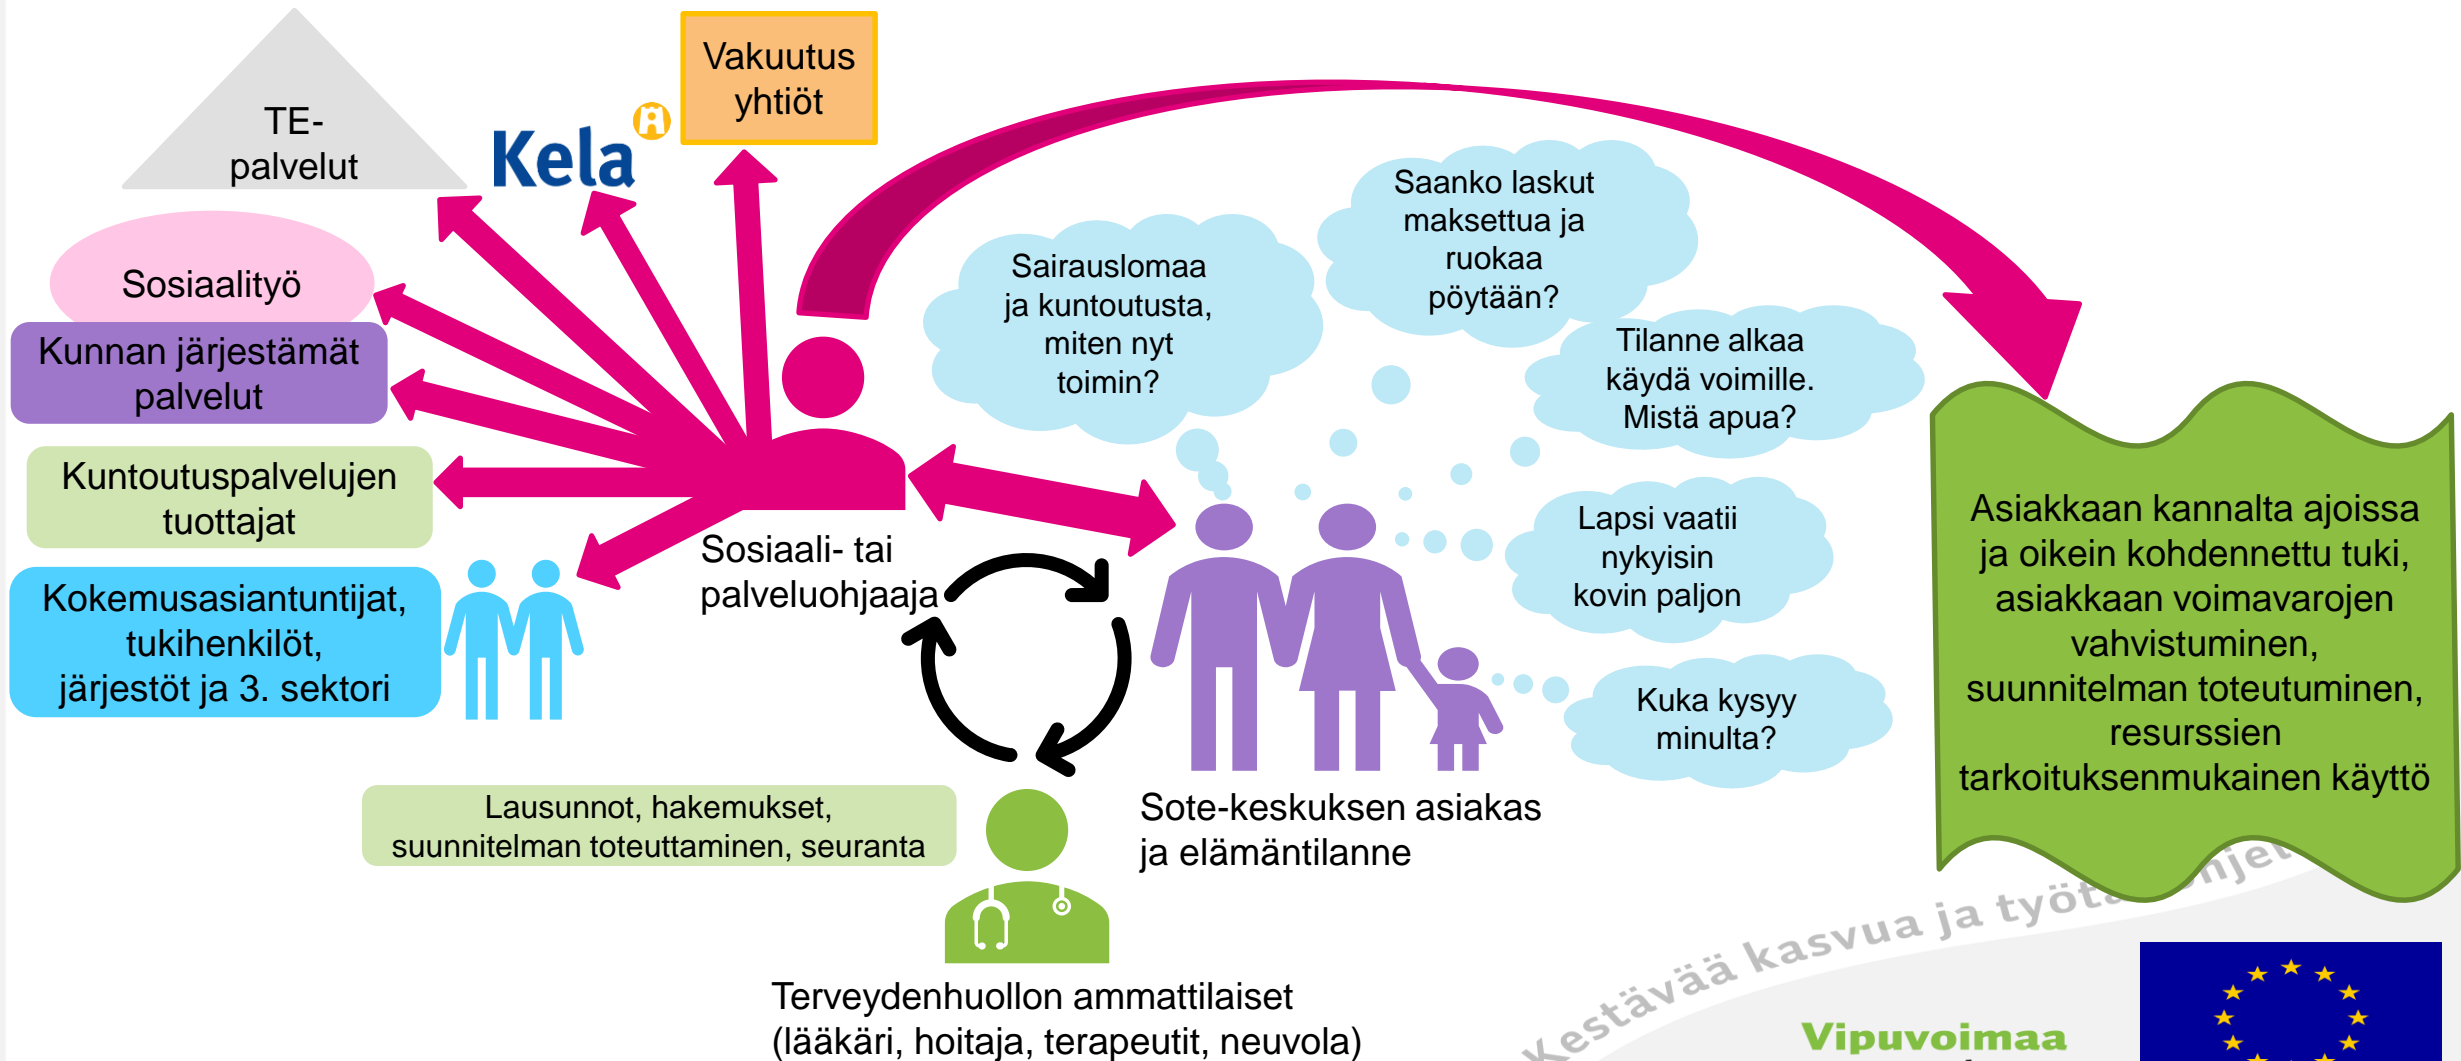 TE-
palvelut
Kela
Vakuutus
yhtiöt
Sosiaalityö
Kunnan järjestämät
palvelut
Kuntoutuspalvelujen
tuottajat
Kokemusasiantuntijat,
tukihenkilöt,
järjestöt ja 3. sektori
Sosiaali- tai
palveluohjaaja
Sairauslomaa
ja kuntoutusta,
miten nyt
toimin?
Saanko laskut
maksettua ja
ruokaa
pöytään?
Tilanne alkaa
käydä voimille.
Mistä apua?
Lapsi vaatii
nykyisin
kovin paljon
Kuka kysyy
minulta?
Asiakkaan kannalta ajoissa
ja oikein kohdennettu tuki,
asiakkaan voimavarojen
vahvistuminen,
suunnitelman toteutuminen,
resurssien
tarkoituksenmukainen käyttö
Lausunnot, hakemukset,
suunnitelman toteuttaminen, seuranta
Sote-keskuksen asiakas
ja elämäntilanne
Terveydenhuollon ammattilaiset
(lääkäri, hoitaja, terapeutit, neuvola)
Kestävää kasvua ja työtä
Vipuvoimaa